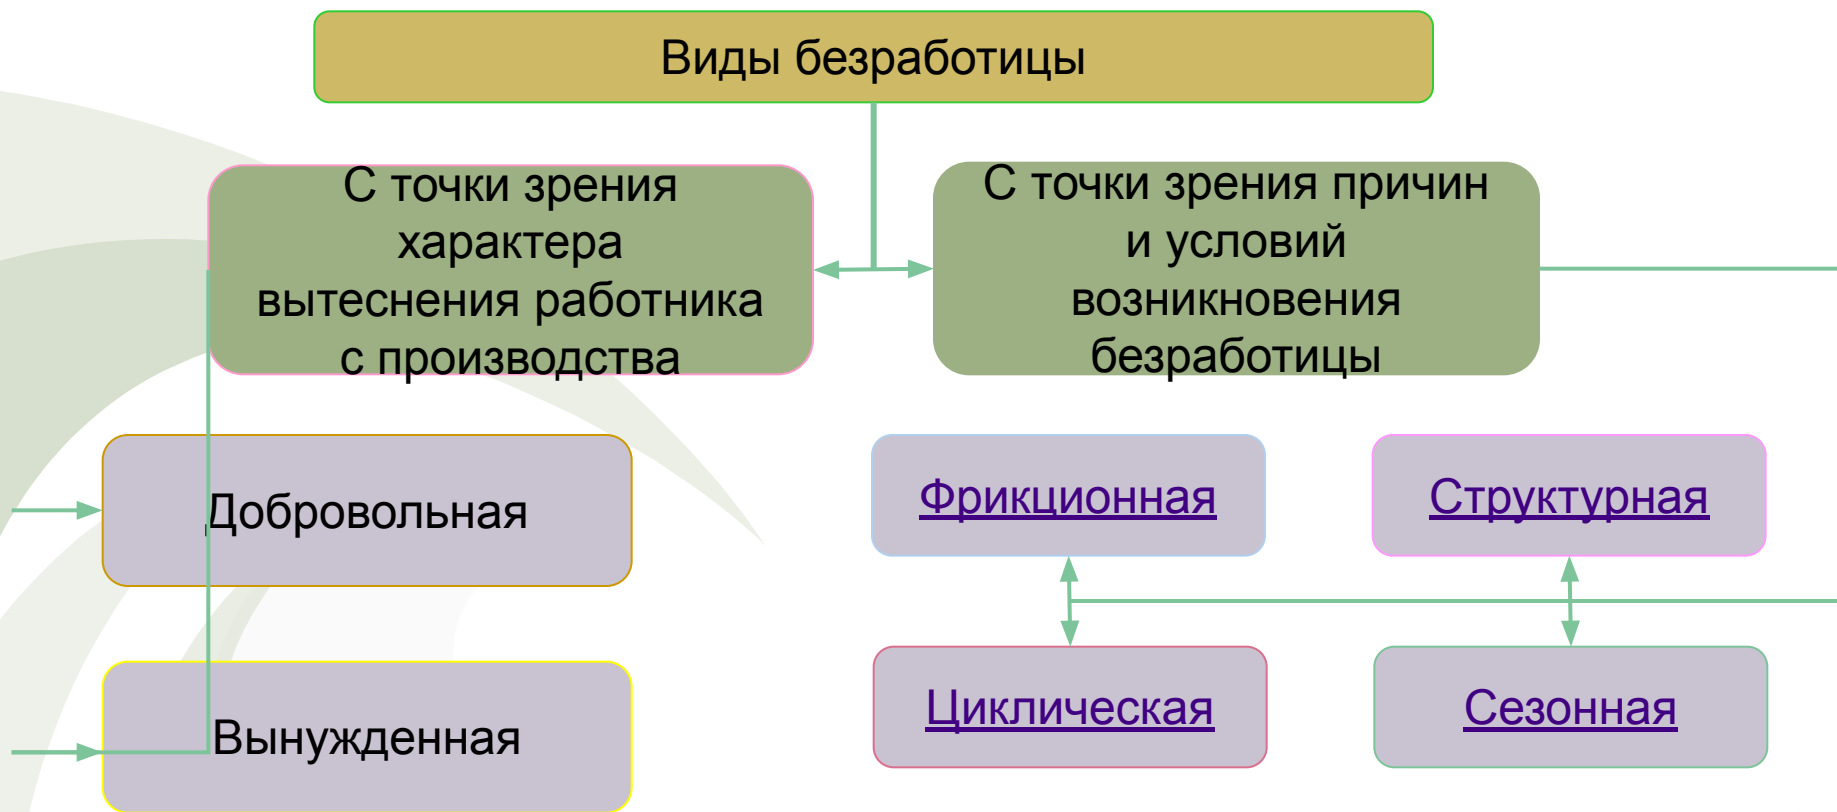 Виды безработицы
С точки зрения
характера
вытеснения работника
с производства
С точки зрения причин
и условий
возникновения
безработицы
Добровольная
Вынужденная
Фрикционная
Структурная
Циклическая
Сезонная